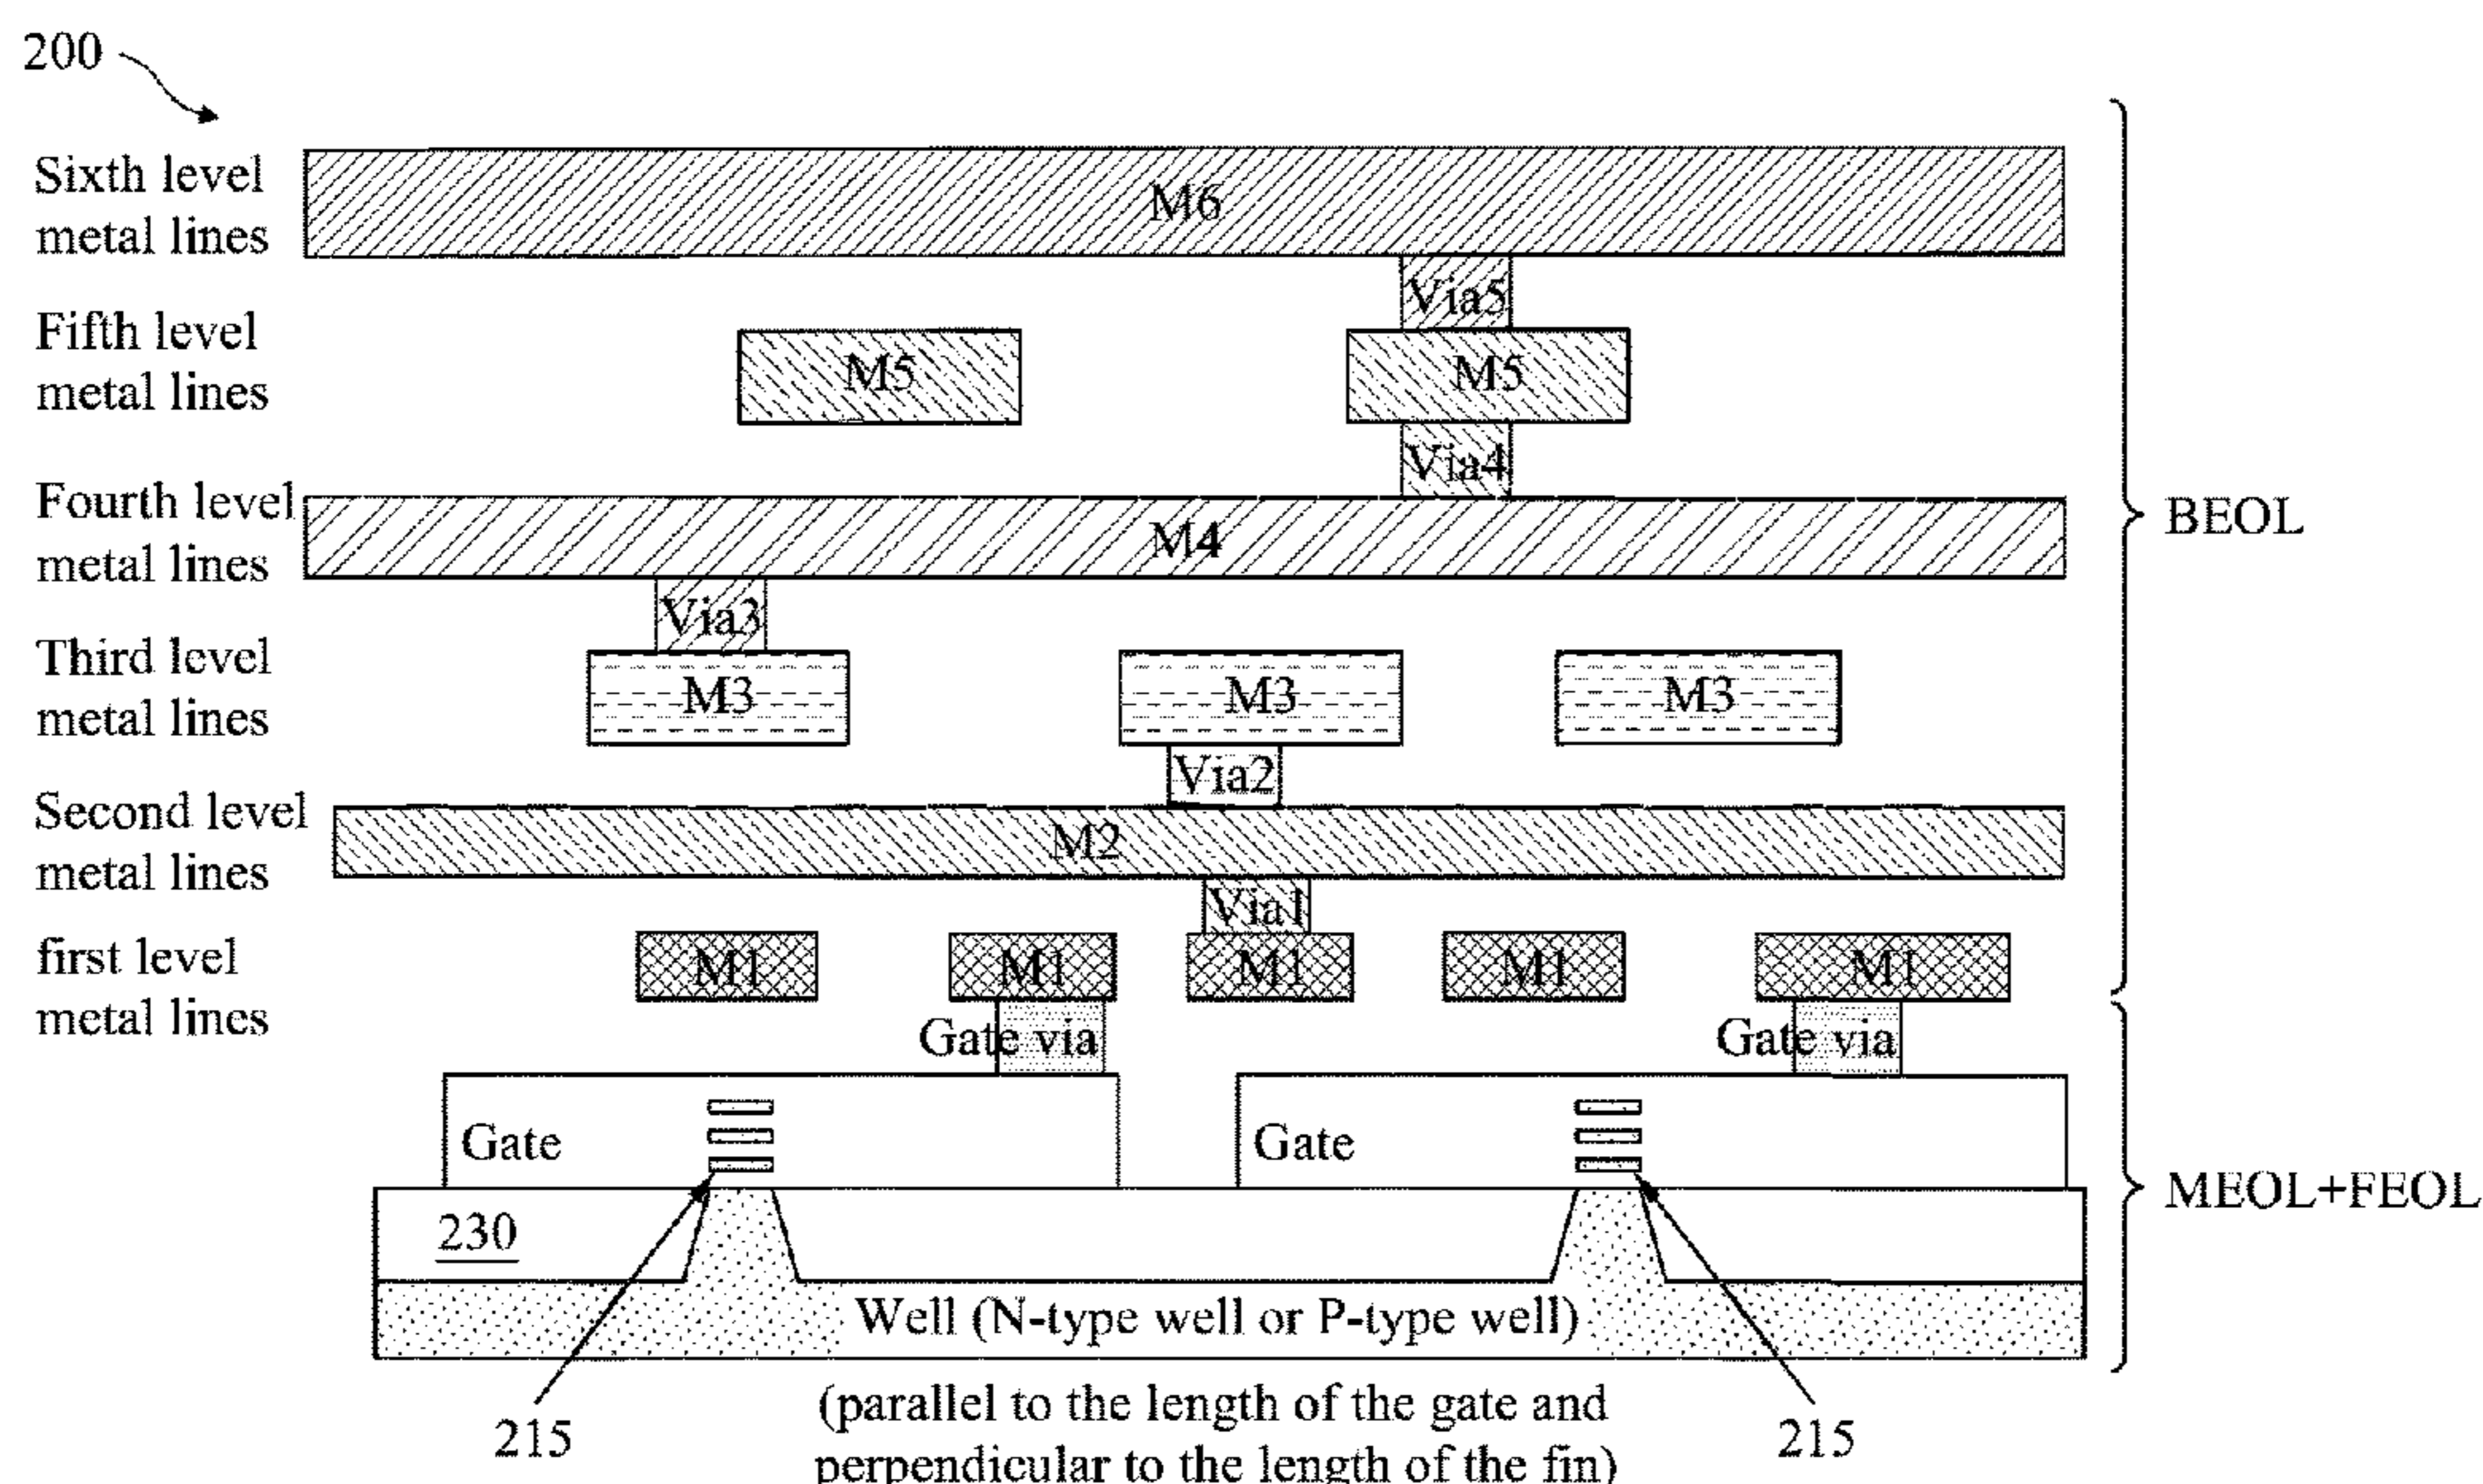 200
Sixth level
metal lines
M6
Via5
Fifth level
metal lines
M5 M5
Via4
Fourth level
metal lines
M4
BEOL
Via3
Third level
metal lines
M3 M3 M3
Via2
Second level
metal lines
M2
Via1
first level
metal lines
M1 M1 M1 M1 M1
Gate via Gate via
Gate Gate
MEOL+FEOL
230
Well (N-type well or P-type well)
215 215
(parallel to the length of the gate and
perpendicular to the length of the fin)